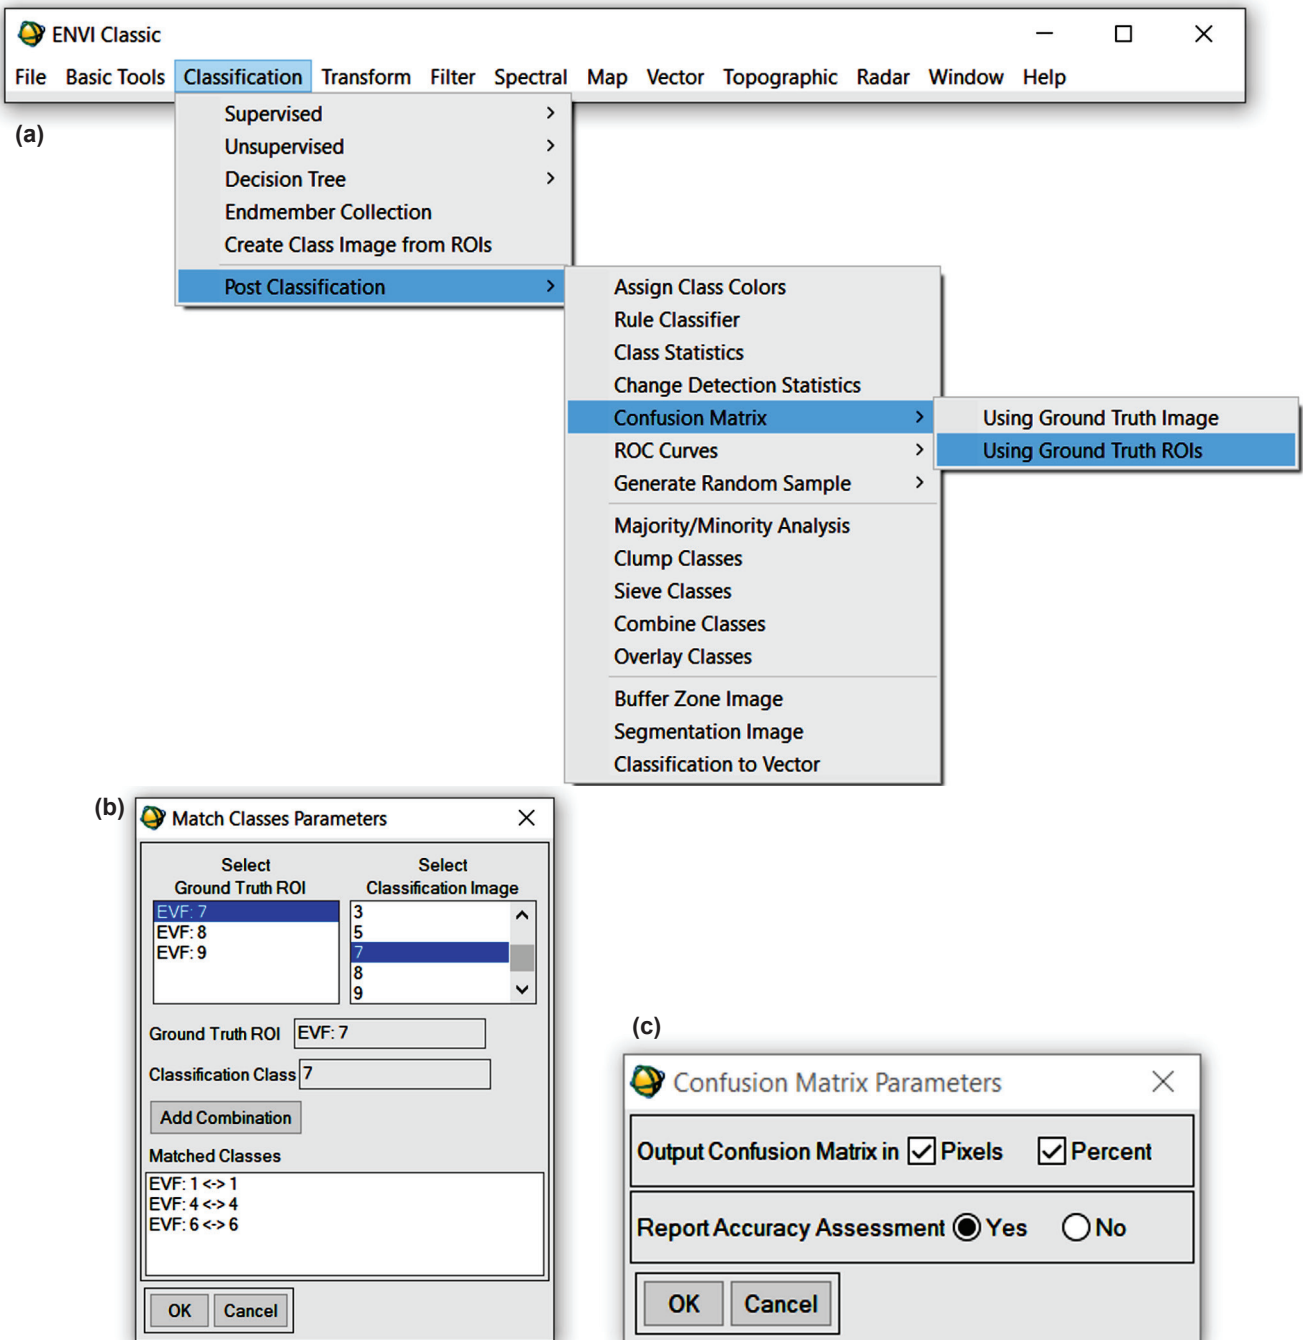 ENVI Classic
File Basic Tools Classification Transform Filter Spectral Map Vector Topographic Radar Window Help
(a)
Supervised
Unsupervised
Decision Tree
Endmember Collection
Create Class Image from ROIs
Post Classification
Assign Class Colors
Rule Classifier
Class Statistics
Change Detection Statistics
Confusion Matrix
ROC Curves
Generate Random Sample
Majority/Minority Analysis
Clump Classes
Sieve Classes
Combine Classes
Overlay Classes
Buffer Zone Image
Segmentation Image
Classification to Vector
Using Ground Truth Image
Using Ground Truth ROIs
(b)
Match Classes Parameters
Select
Ground Truth ROI
EVF: 7
EVF: 8
EVF: 9
Select
Classification Image
3
5
7
8
9
Ground Truth ROI EVF: 7
Classification Class 7
Add Combination
Matched Classes
EVF: 1 <-> 1
EVF: 4 <-> 4
EVF: 6 <-> 6
OK Cancel
(c)
Confusion Matrix Parameters
Output Confusion Matrix in Pixels Percent
Report Accuracy Assessment Yes No
OK Cancel